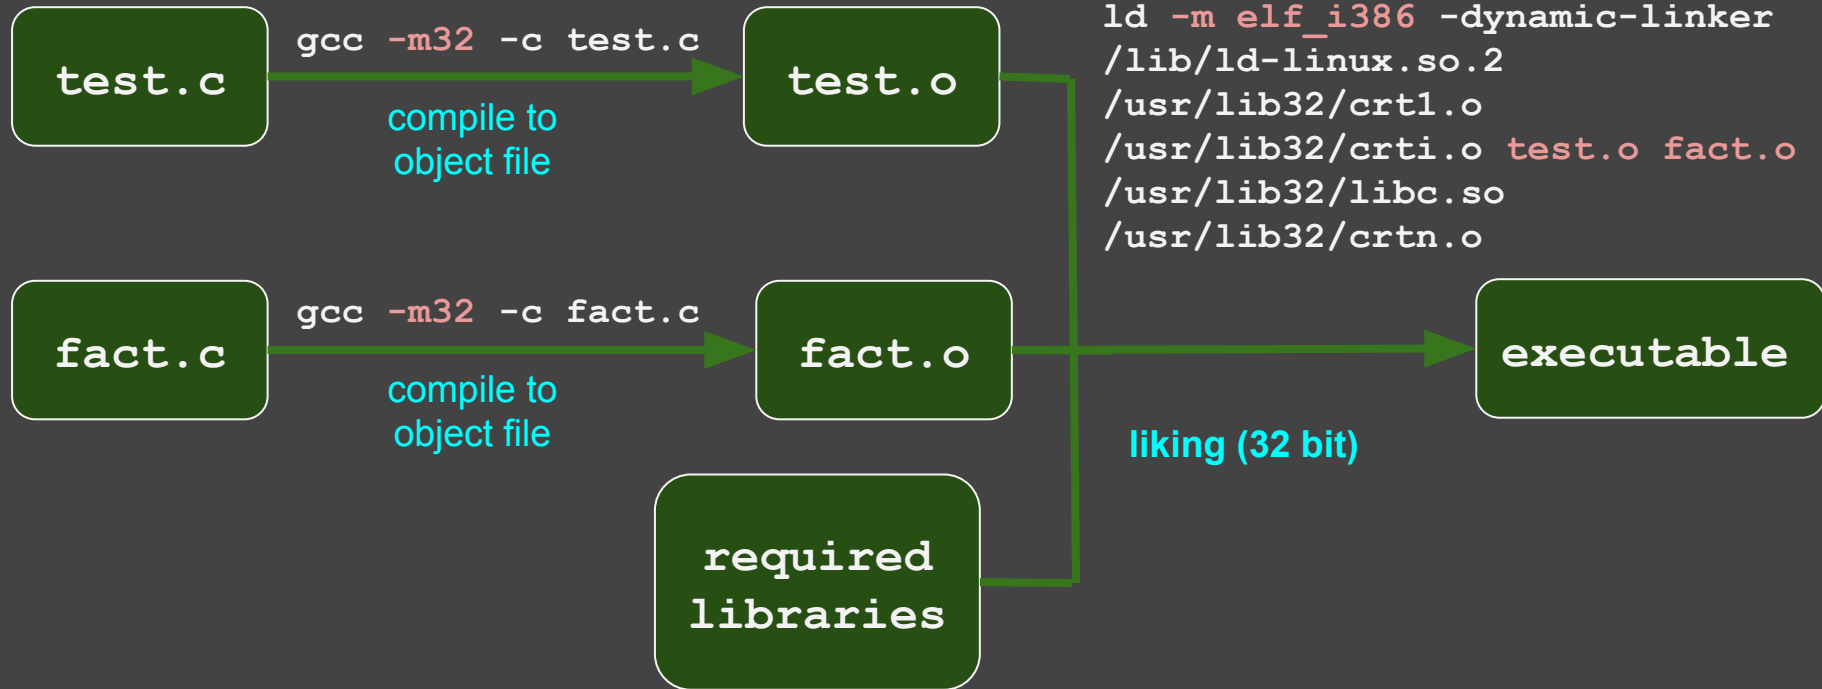 gcc -m32 -c test.c
test.c
compile to
object file
test.o
ld -m elf_i386 -dynamic-linker
/lib/ld-linux.so.2
/usr/lib32/crt1.o
/usr/lib32/crti.o test.o fact.o
/usr/lib32/libc.so
/usr/lib32/crtn.o
gcc -m32 -c fact.c
fact.c
compile to
object file
fact.o
executable
liking (32 bit)
required
libraries